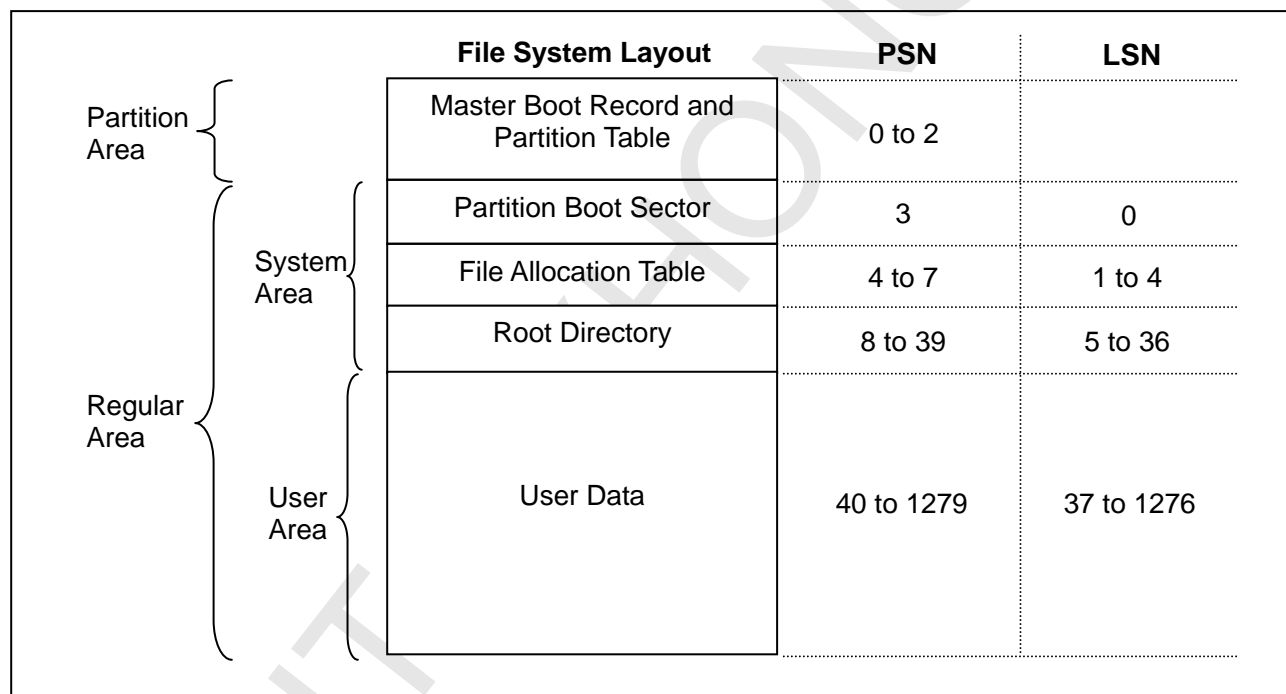 File System Layout PSN LSN
Partition Area
Master Boot Record and
Partition Table
0 to 2
Regular Area
System Area
Partition Boot Sector 3 0
File Allocation Table 4 to 7 1 to 4
Root Directory 8 to 39 5 to 36
User Area
User Data 40 to 1279 37 to 1276